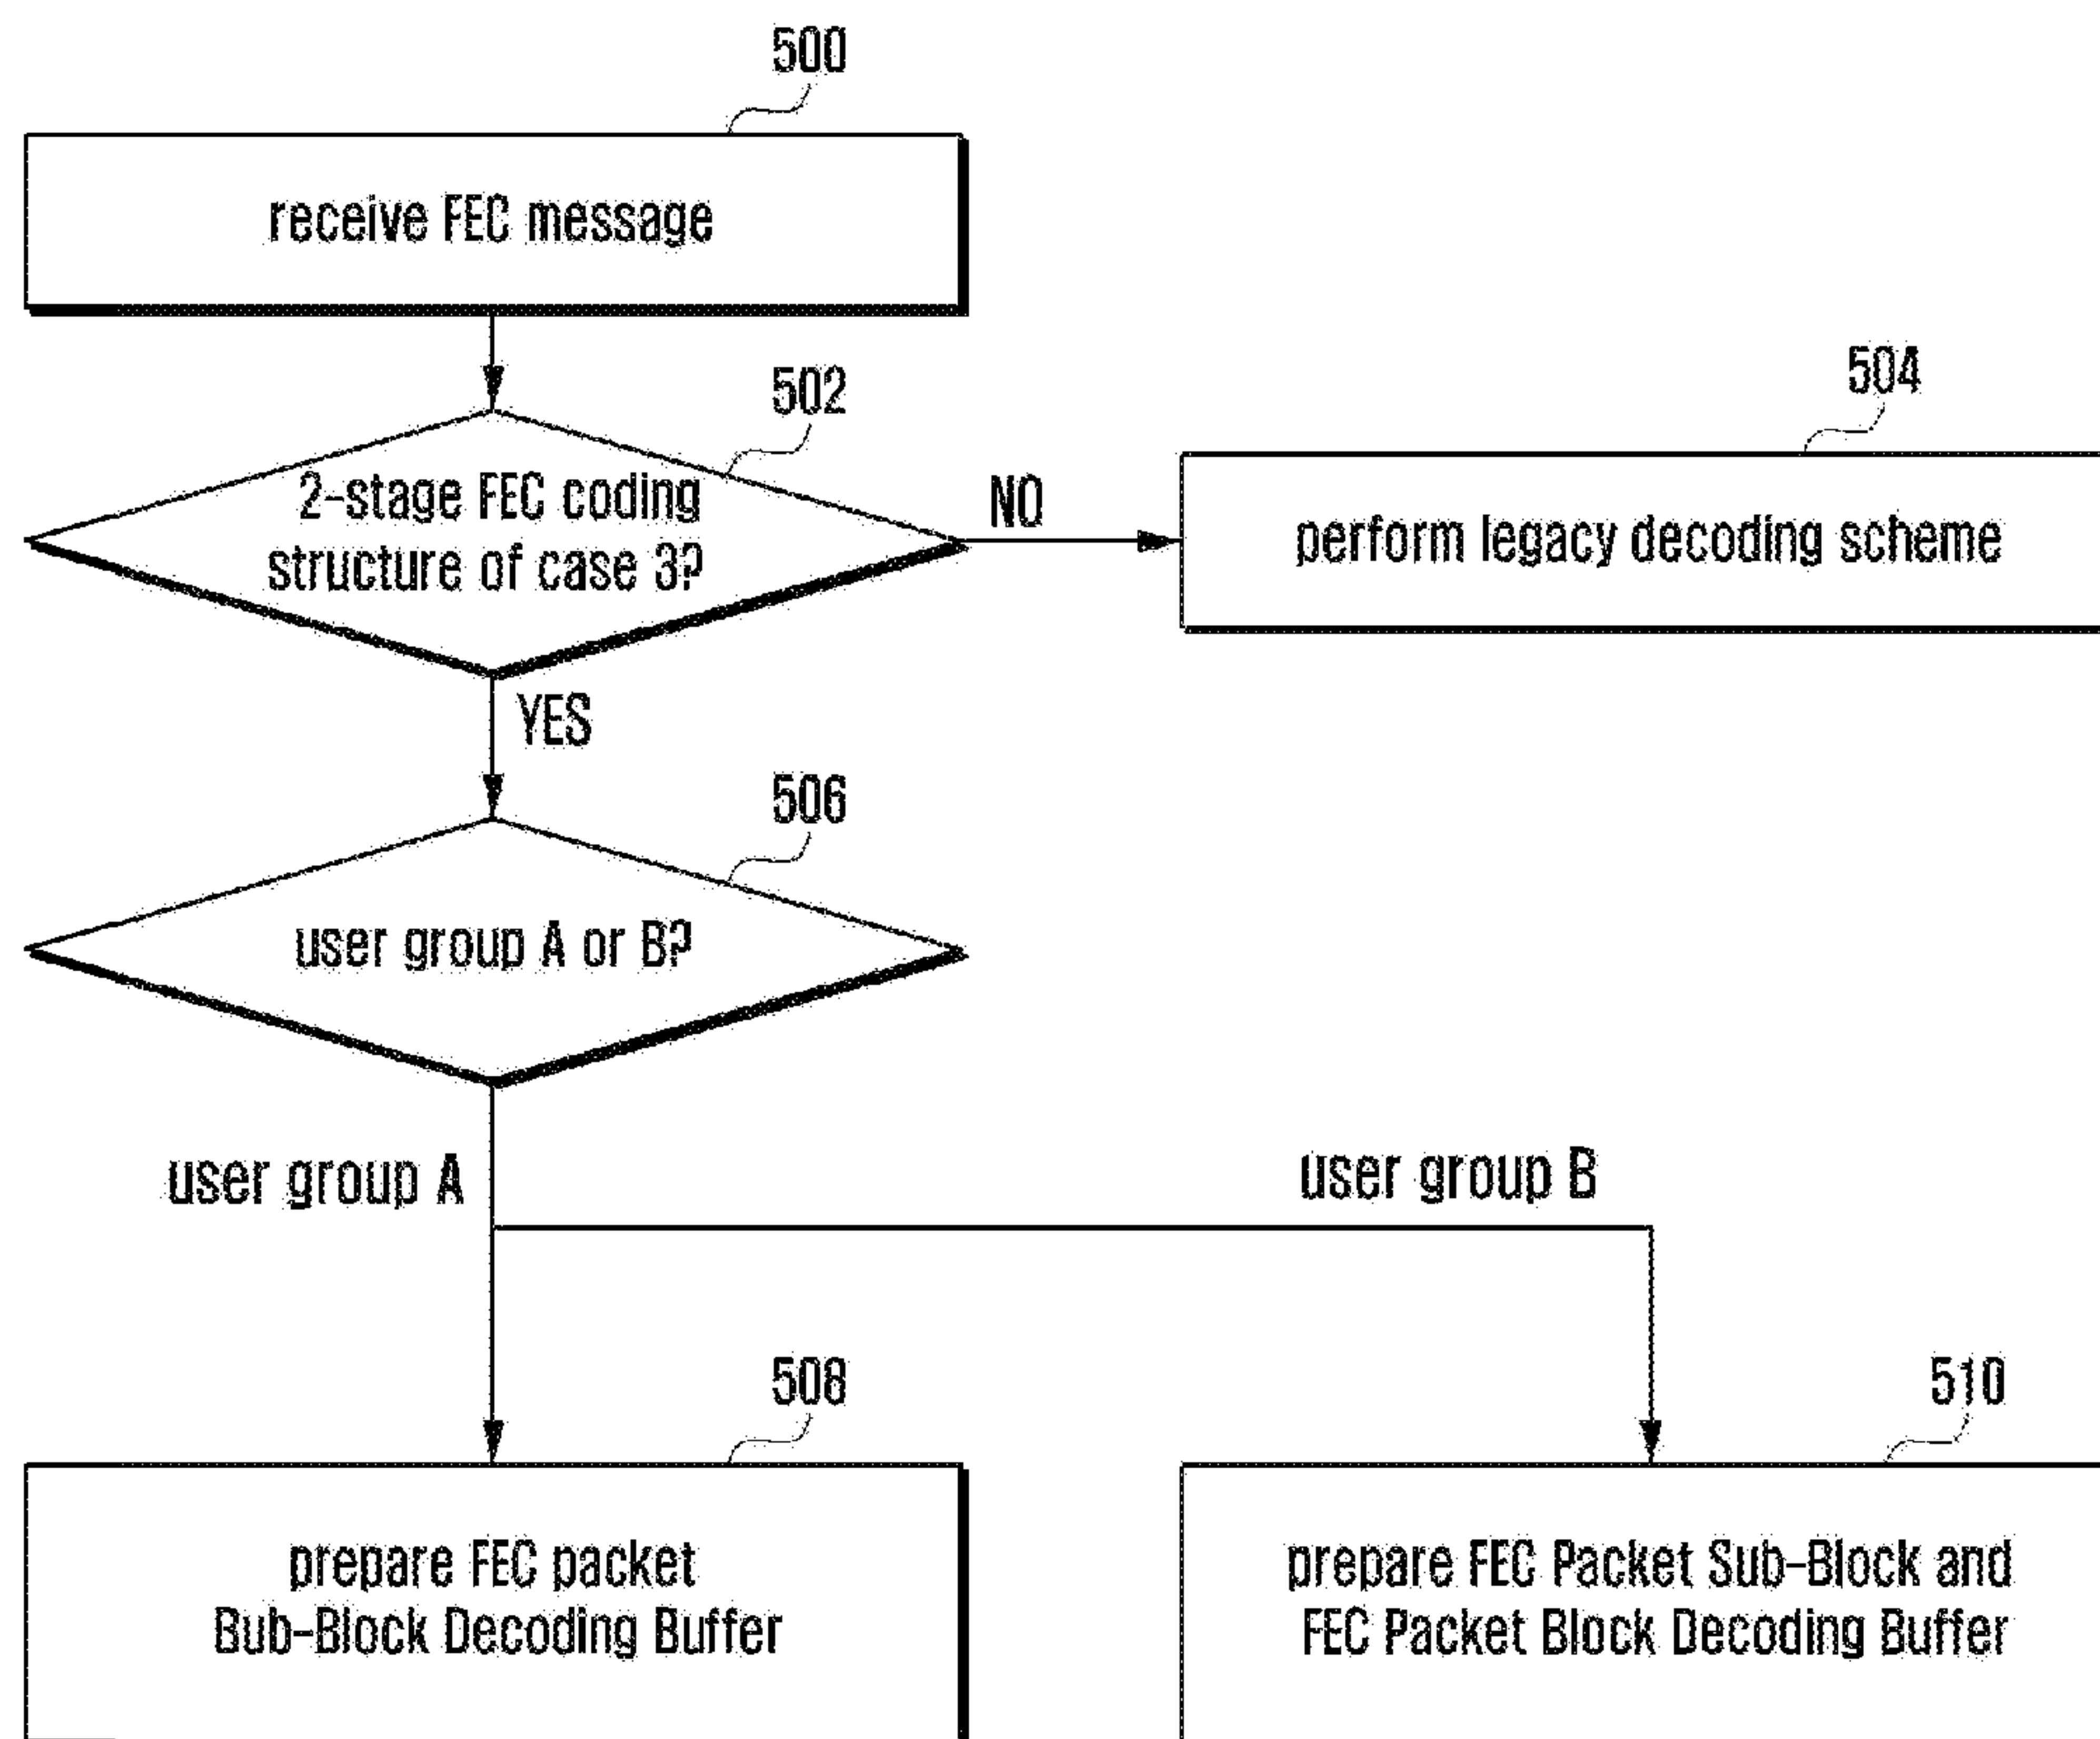 500
receive FEC message
502
2-stage FEC coding
structure of case 3?
NO
504
perform legacy decoding scheme
YES
506
user group A or B?
user group A
user group B
508
prepare FEC packet
Bub-Block Decoding Buffer
510
prepare FEC Packet Sub-Block and
FEC Packet Block Decoding Buffer